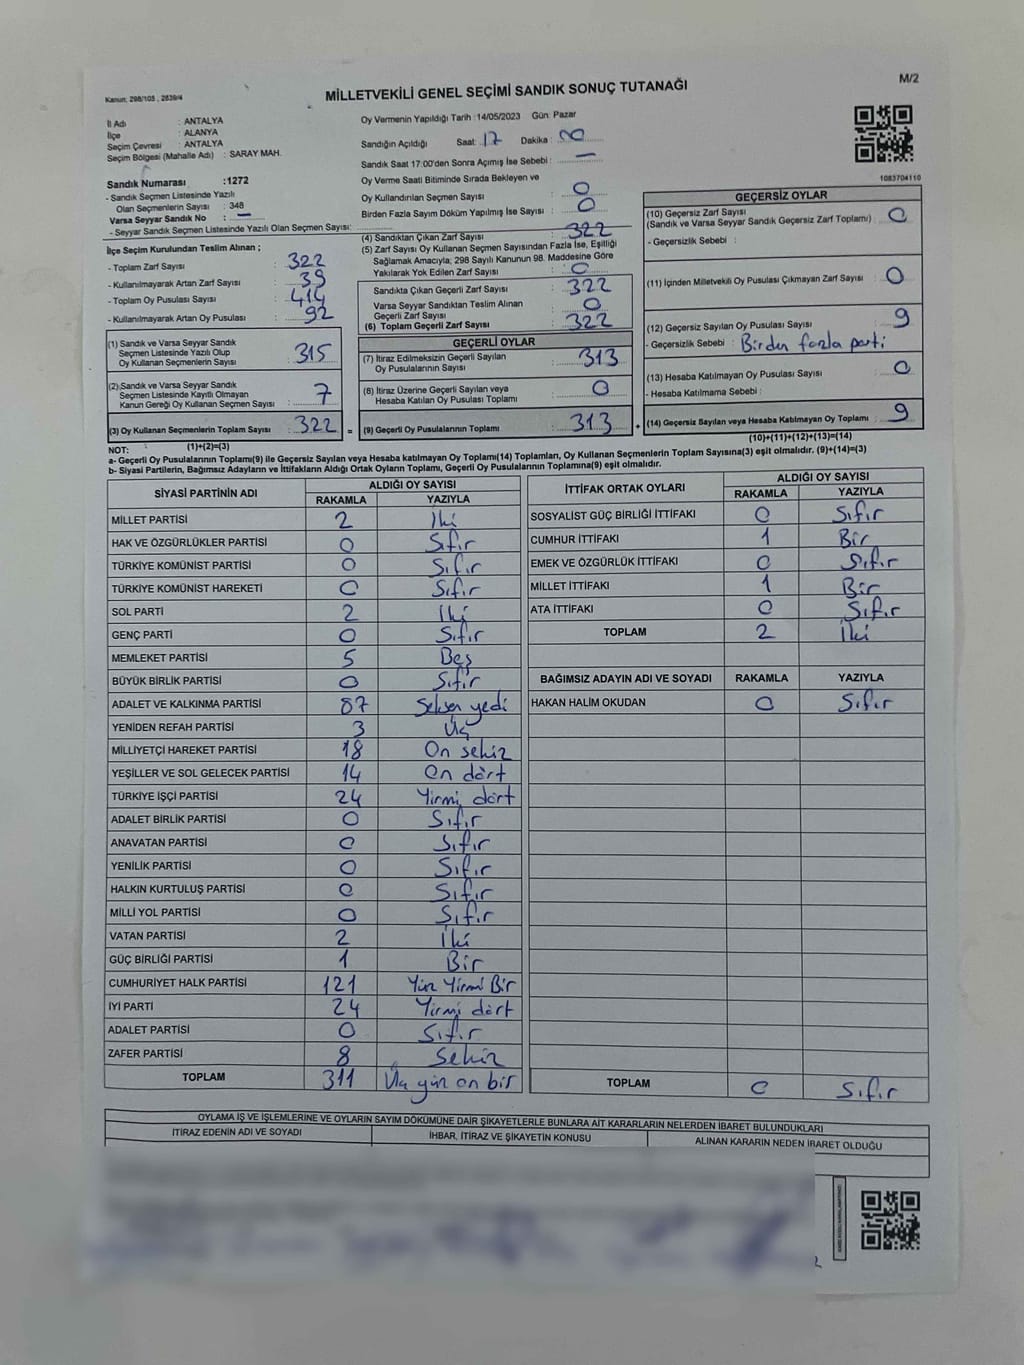 Kanun: 298/105 , 2839/4
MİLLETVEKİLİ GENEL SEÇİMİ SANDIK SONUÇ TUTANAĞI
M/2
İl Adı : ANTALYA
İlçe : ALANYA
Seçim Çevresi : ANTALYA
Seçim Bölgesi (Mahalle Adı) : SARAY MAH.
Sandık Numarası :1272
- Sandık Seçmen Listesinde Yazılı
Olan Seçmenlerin Sayısı : 348
Varsa Seyyar Sandık No : —
- Seyyar Sandık Seçmen Listesinde Yazılı Olan Seçmen Sayısı:
Oy Vermenin Yapıldığı Tarih :14/05/2023 Gün: Pazar
Sandığın Açıldığı Saat: 17 Dakika : 00
Sandık Saat 17:00'den Sonra Açımış İse Sebebi : —
Oy Verme Saati Bitiminde Sırada Bekleyen ve
Oy Kullandırılan Seçmen Sayısı : 0
Birden Fazla Sayım Döküm Yapılmış İse Sayısı : 0
1083704110
İlçe Seçim Kurulundan Teslim Alınan ;
- Toplam Zarf Sayısı : 322
- Kullanılmayarak Artan Zarf Sayısı : 39
- Toplam Oy Pusulası Sayısı : 414
- Kullanılmayarak Artan Oy Pusulası : 92
(4) Sandıktan Çıkan Zarf Sayısı : 322
(5) Zarf Sayısı Oy Kullanan Seçmen Sayısından Fazla İse, Eşitliği
Sağlamak Amacıyla; 298 Sayılı Kanunun 98. Maddesine Göre
Yakılarak Yok Edilen Zarf Sayısı : 0
Sandıkta Çıkan Geçerli Zarf Sayısı : 322
Varsa Seyyar Sandıktan Teslim Alınan
Geçerli Zarf Sayısı : 0
(6) Toplam Geçerli Zarf Sayısı : 322
GEÇERSİZ OYLAR
(10) Geçersiz Zarf Sayısı
(Sandık ve Varsa Seyyar Sandık Geçersiz Zarf Toplamı) : 0
- Geçersizlik Sebebi :
(11) İçinden Milletvekili Oy Pusulası Çıkmayan Zarf Sayısı : 0
(12) Geçersiz Sayılan Oy Pusulası Sayısı : 9
- Geçersizlik Sebebi : Birden fazla parti
(13) Hesaba Katılmayan Oy Pusulası Sayısı : 0
- Hesaba Katılmama Sebebi :
(14) Geçersiz Sayılan veya Hesaba Katılmayan Oy Toplamı : 9
(10)+(11)+(12)+(13)=(14)
(1) Sandık ve Varsa Seyyar Sandık
Seçmen Listesinde Yazılı Olup
Oy Kullanan Seçmenlerin Sayısı : 315
(2) Sandık ve Varsa Seyyar Sandık
Seçmen Listesinde Kayıtlı Olmayan
Kanun Gereği Oy Kullanan Seçmen Sayısı : 7
(3) Oy Kullanan Seçmenlerin Toplam Sayısı : 322 =
GEÇERLİ OYLAR
(7) İtiraz Edilmeksizin Geçerli Sayılan
Oy Pusulalarının Sayısı : 313
(8) İtiraz Üzerine Geçerli Sayılan veya
Hesaba Katılan Oy Pusulası Toplamı : 0
(9) Geçerli Oy Pusulalarının Toplamı : 313 +
NOT: (1)+(2)=(3)
a- Geçerli Oy Pusulalarının Toplamı(9) ile Geçersiz Sayılan veya Hesaba katılmayan Oy Toplamı(14) Toplamları, Oy Kullanan Seçmenlerin Toplam Sayısına(3) eşit olmalıdır. (9)+(14)=(3)
b- Siyasi Partilerin, Bağımsız Adayların ve İttifakların Aldığı Ortak Oyların Toplamı, Geçerli Oy Pusulalarının Toplamına(9) eşit olmalıdır.
SİYASİ PARTİNİN ADI ALDIĞI OY SAYISI
RAKAMLA YAZIYLA
MİLLET PARTİSİ 2 İki
HAK VE ÖZGÜRLÜKLER PARTİSİ 0 Sıfır
TÜRKİYE KOMÜNİST PARTİSİ 0 Sıfır
TÜRKİYE KOMÜNİST HAREKETİ 0 Sıfır
SOL PARTİ 2 İki
GENÇ PARTİ 0 Sıfır
MEMLEKET PARTİSİ 5 Beş
BÜYÜK BİRLİK PARTİSİ 0 Sıfır
ADALET VE KALKINMA PARTİSİ 87 Seksen yedi
YENİDEN REFAH PARTİSİ 3 Üç
MİLLİYETÇİ HAREKET PARTİSİ 18 On sekiz
YEŞİLLER VE SOL GELECEK PARTİSİ 14 On dört
TÜRKİYE İŞÇİ PARTİSİ 24 Yirmi dört
ADALET BİRLİK PARTİSİ 0 Sıfır
ANAVATAN PARTİSİ 0 Sıfır
YENİLİK PARTİSİ 0 Sıfır
HALKIN KURTULUŞ PARTİSİ 0 Sıfır
MİLLİ YOL PARTİSİ 0 Sıfır
VATAN PARTİSİ 2 İki
GÜÇ BİRLİĞİ PARTİSİ 1 Bir
CUMHURİYET HALK PARTİSİ 121 Yüz Yirmi Bir
İYİ PARTİ 24 Yirmi dört
ADALET PARTİSİ 0 Sıfır
ZAFER PARTİSİ 8 Sekiz
TOPLAM 311 Üç yüz on bir
İTTİFAK ORTAK OYLARI ALDIĞI OY SAYISI
RAKAMLA YAZIYLA
SOSYALİST GÜÇ BİRLİĞİ İTTİFAKI 0 Sıfır
CUMHUR İTTİFAKI 1 Bir
EMEK VE ÖZGÜRLÜK İTTİFAKI 0 Sıfır
MİLLET İTTİFAKI 1 Bir
ATA İTTİFAKI 0 Sıfır
TOPLAM 2 İki
BAĞIMSIZ ADAYIN ADI VE SOYADI RAKAMLA YAZIYLA
HAKAN HALİM OKUDAN 0 Sıfır
TOPLAM 0 Sıfır
OYLAMA İŞ VE İŞLEMLERİNE VE OYLARIN SAYIM DÖKÜMÜNE DAİR ŞİKAYETLERLE BUNLARA AİT KARARLARIN NELERDEN İBARET BULUNDUKLARI
İTİRAZ EDENİN ADI VE SOYADI İHBAR, İTİRAZ VE ŞİKAYETİN KONUSU ALINAN KARARIN NEDEN İBARET OLDUĞU